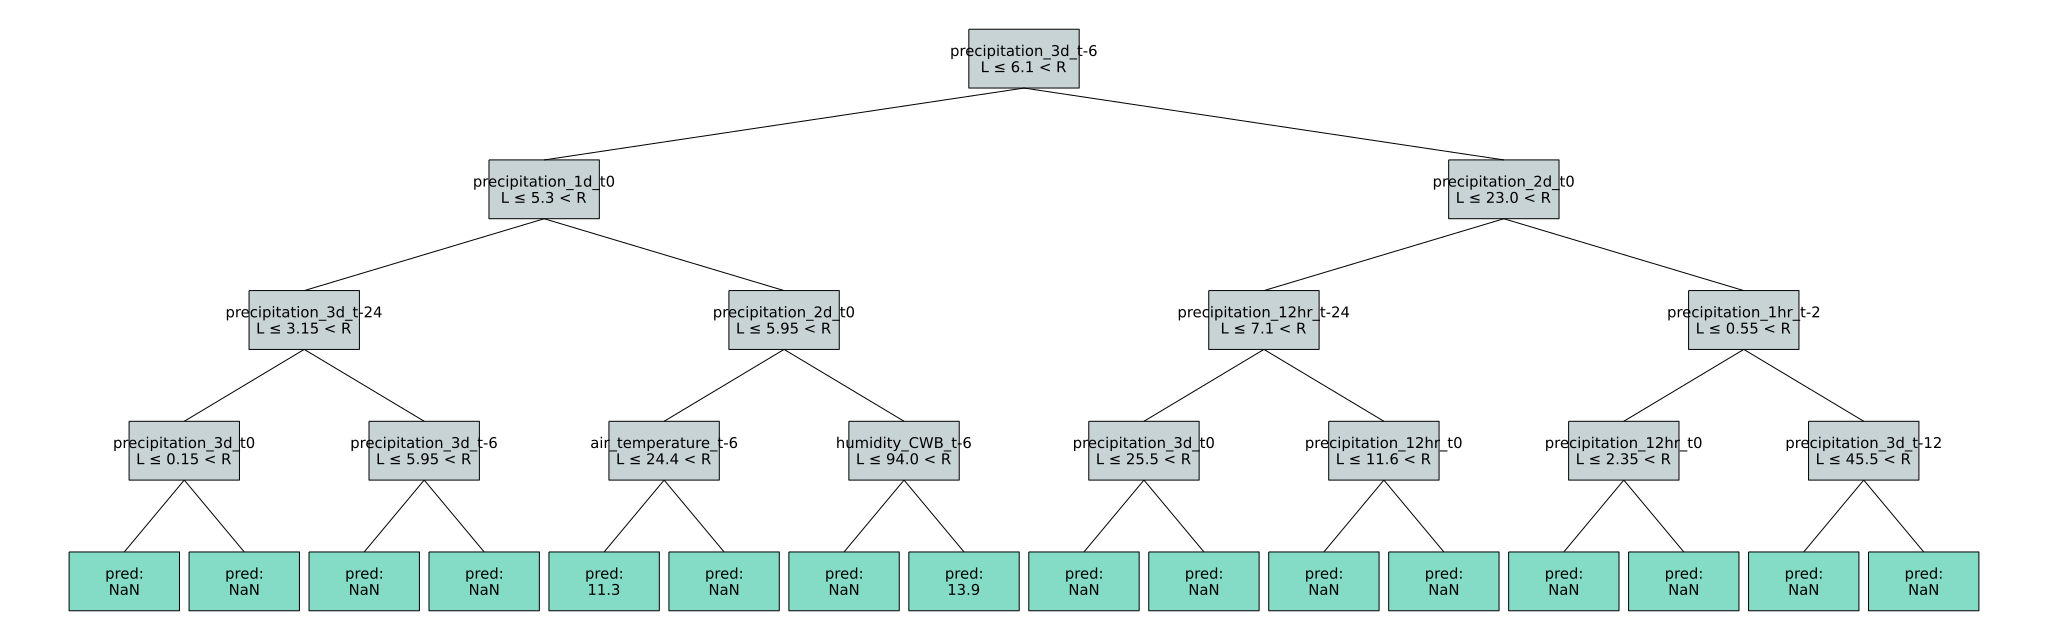 precipitation_3d_t-6
L ≤ 6.1 < R
precipitation_1d_t0
L ≤ 5.3 < R
precipitation_2d_t0
L ≤ 23.0 < R
precipitation_3d_t-24
L ≤ 3.15 < R
precipitation_2d_t0
L ≤ 5.95 < R
precipitation_12hr_t-24
L ≤ 7.1 < R
precipitation_1hr_t-2
L ≤ 0.55 < R
precipitation_3d_t0
L ≤ 0.15 < R
precipitation_3d_t-6
L ≤ 5.95 < R
air_temperature_t-6
L ≤ 24.4 < R
humidity_CWB_t-6
L ≤ 94.0 < R
precipitation_3d_t0
L ≤ 25.5 < R
precipitation_12hr_t0
L ≤ 11.6 < R
precipitation_12hr_t0
L ≤ 2.35 < R
precipitation_3d_t-12
L ≤ 45.5 < R
pred:
NaN
pred:
NaN
pred:
NaN
pred:
NaN
pred:
11.3
pred:
NaN
pred:
NaN
pred:
13.9
pred:
NaN
pred:
NaN
pred:
NaN
pred:
NaN
pred:
NaN
pred:
NaN
pred:
NaN
pred:
NaN